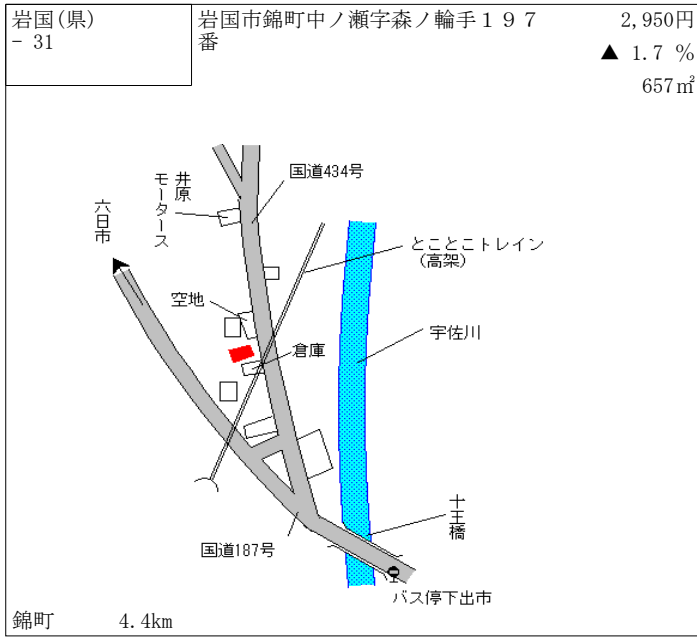 岩国(県)
- 31
岩国市錦町中ノ瀬字森ノ輪手１９７
番
2,950円
▲ 1.7 %
657㎡
国道434号
井原
モータース
六日市
とことこトレイン
(高架)
空地
宇佐川
倉庫
十王橋
国道187号
バス停下出市
錦町 4.4km